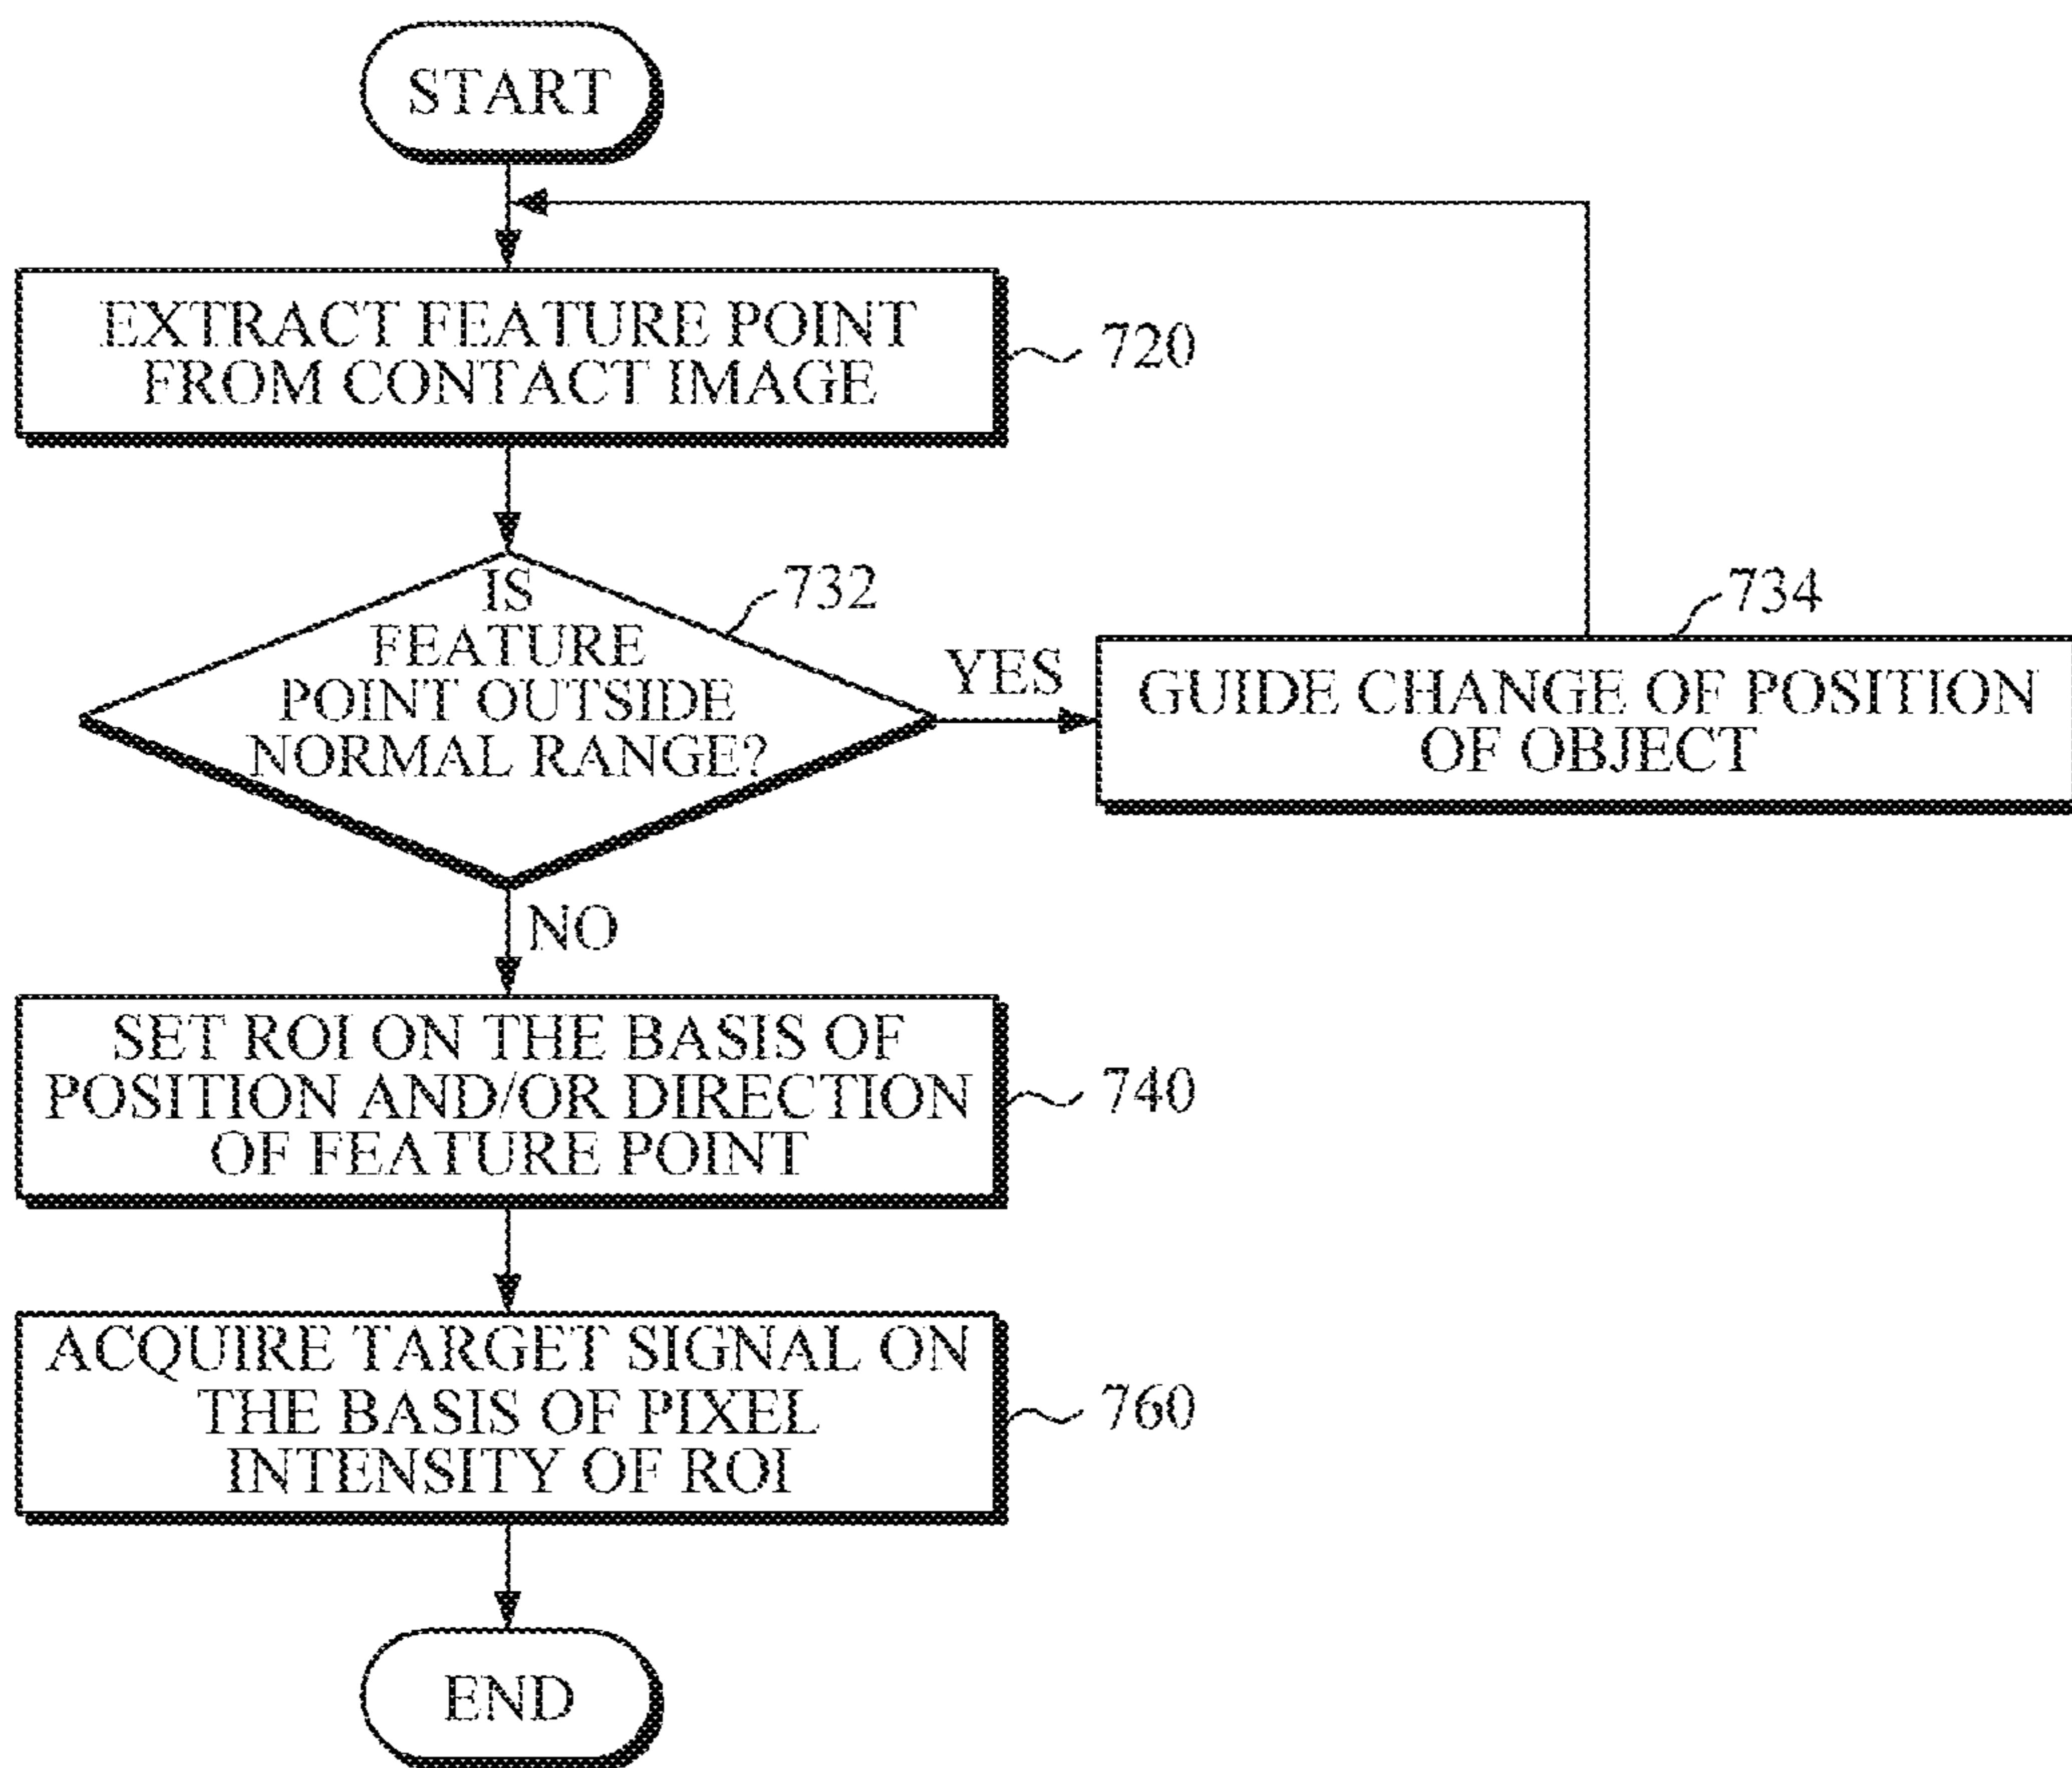 START
EXTRACT FEATURE POINT
FROM CONTACT IMAGE
720
IS
FEATURE
POINT OUTSIDE
NORMAL RANGE?
732
YES
734
GUIDE CHANGE OF POSITION
OF OBJECT
NO
SET ROI ON THE BASIS OF
POSITION AND/OR DIRECTION
OF FEATURE POINT
740
ACQUIRE TARGET SIGNAL ON
THE BASIS OF PIXEL
INTENSITY OF ROI
760
END